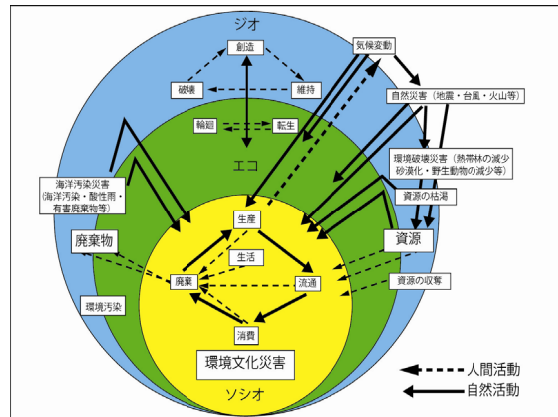 ジオ
気候変動
創造
破壊
維持
自然災害(地震・台風・火山等)
輪廻
転生
エコ
環境破壊災害(熱帯林の減少
砂漠化・野生動物の減少等)
海洋汚染災害
(海洋汚染・酸性雨・
有害廃棄物等)
資源の枯渇
生産
廃棄物
資源
生活
廃棄
流通
資源の収奪
環境汚染
消費
環境文化災害
人間活動
自然活動
ソシオ